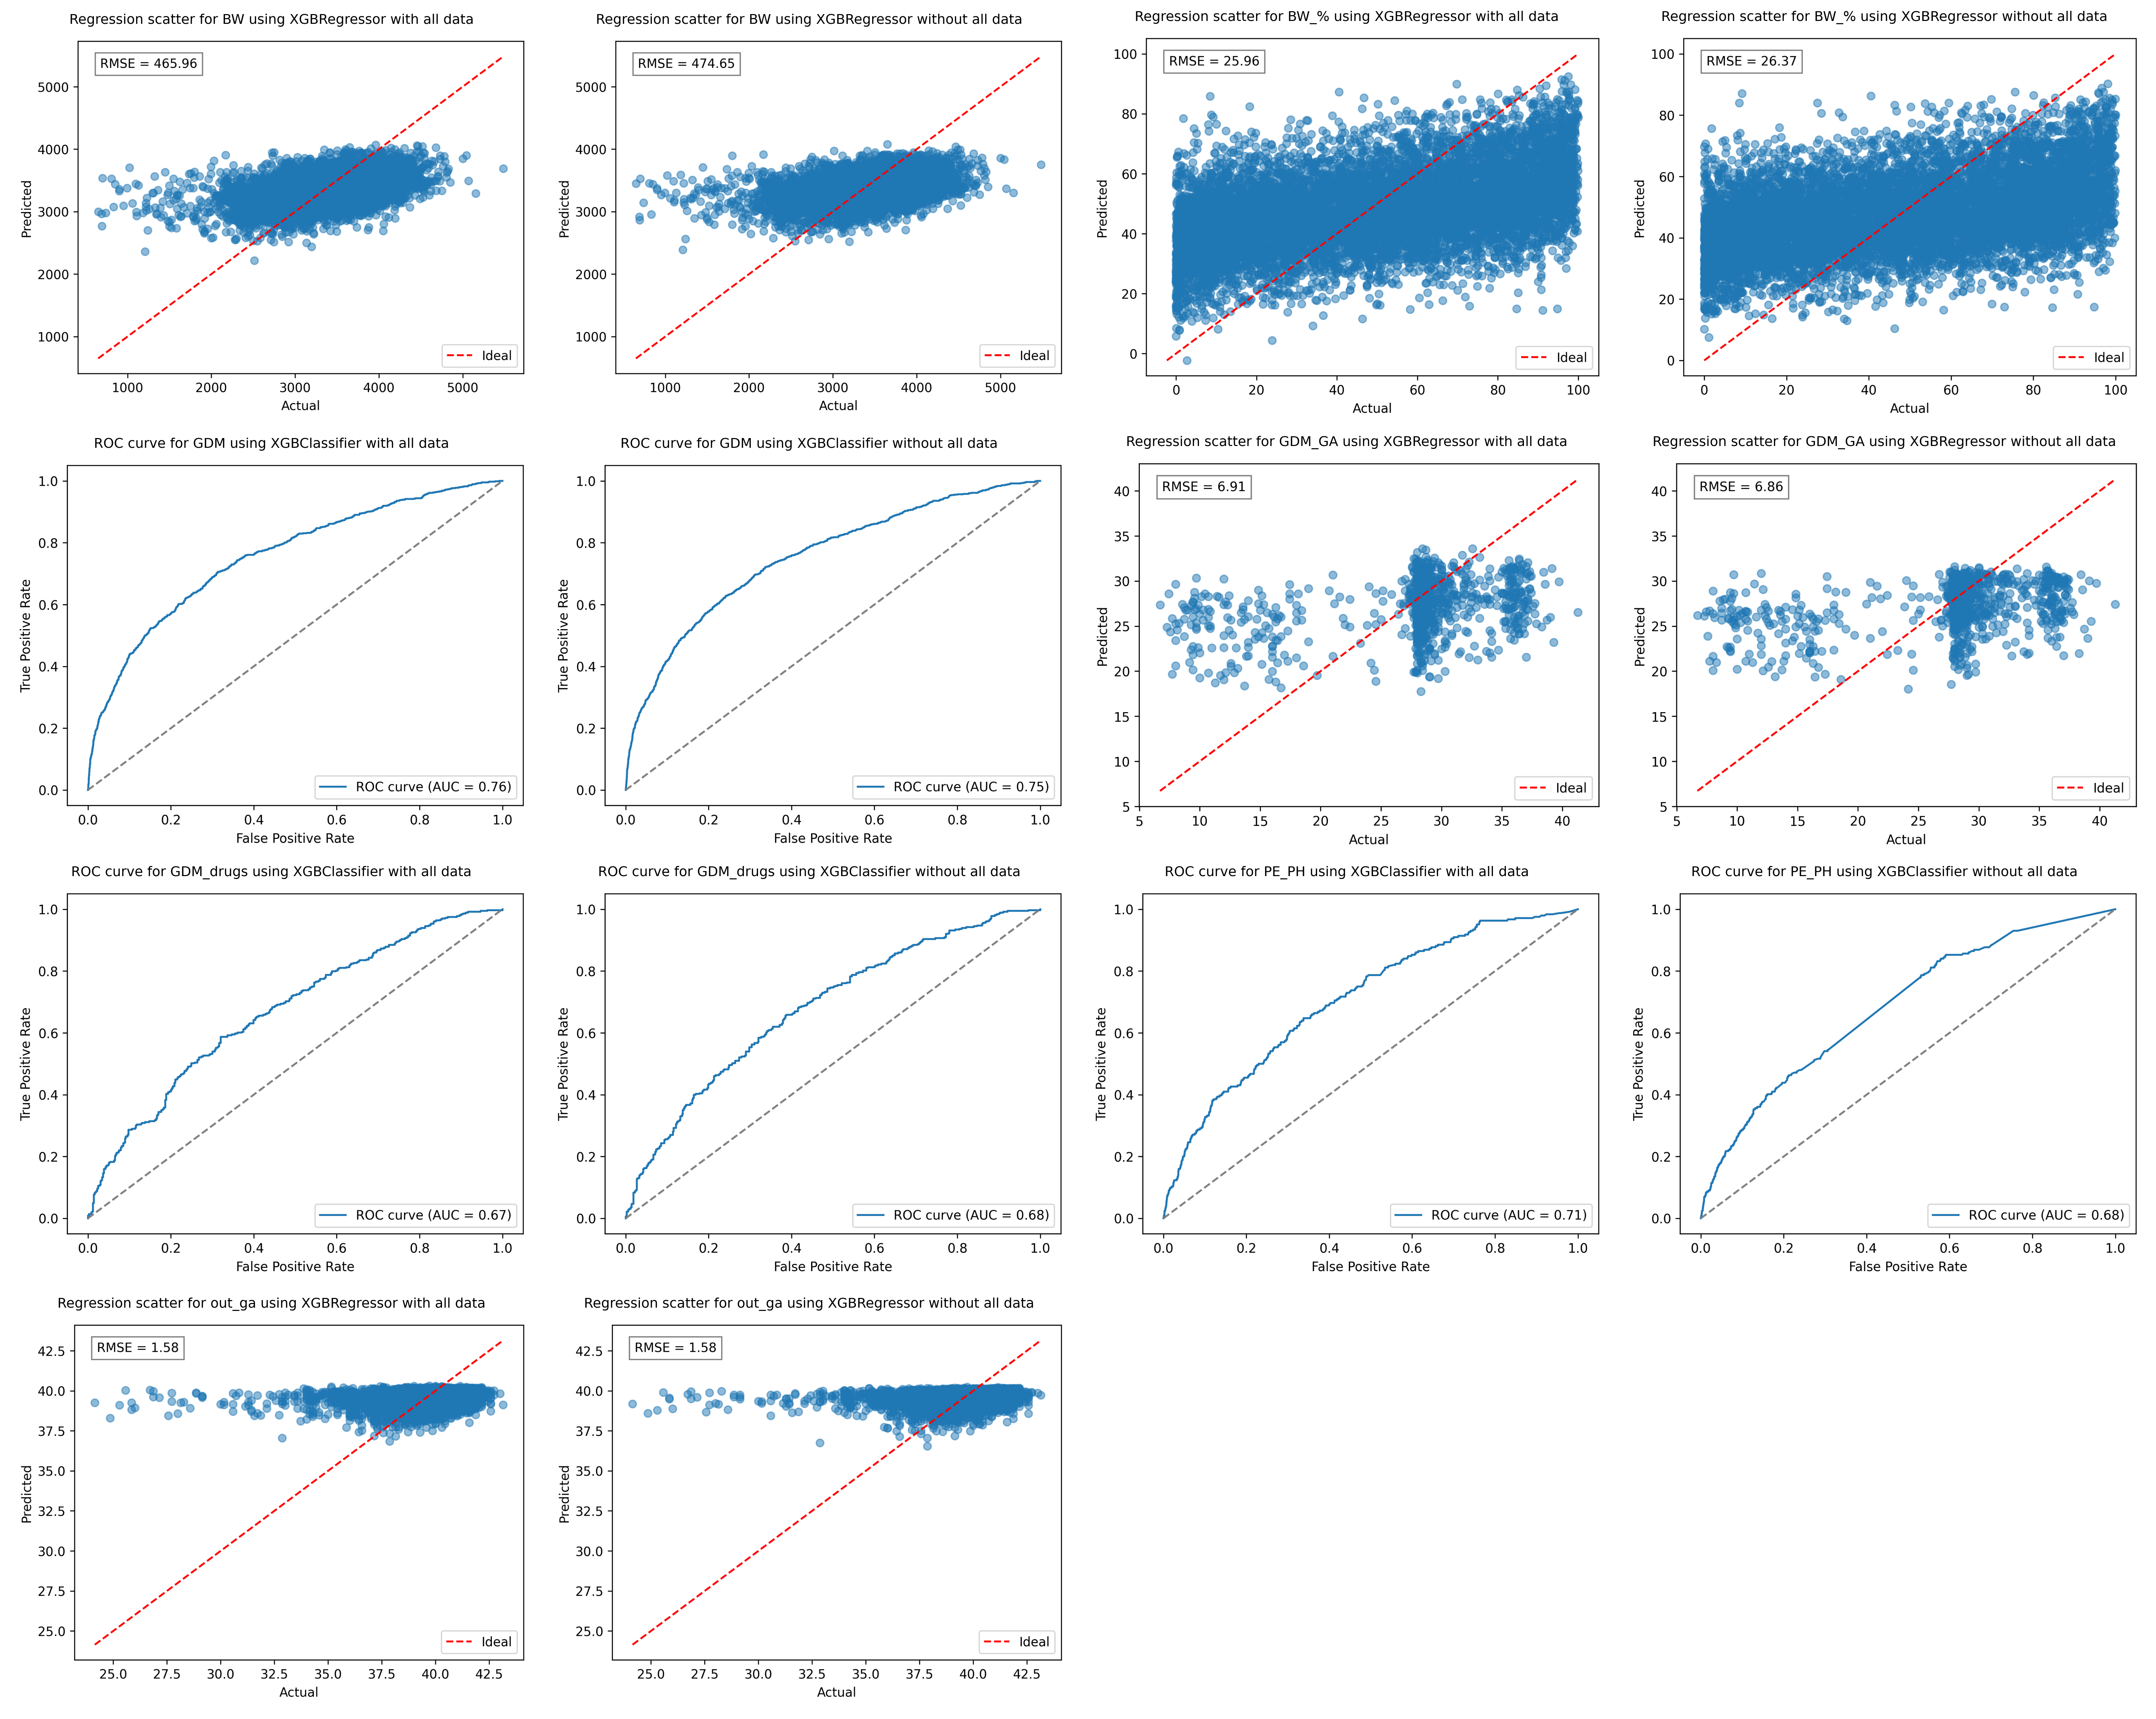 Regression scatter for BW using XGBRegressor with all data
RMSE = 465.96
5000
4000
3000
2000
1000
Predicted
Ideal
1000 2000 3000 4000 5000
Actual
Regression scatter for BW using XGBRegressor without all data
RMSE = 474.65
5000
4000
3000
2000
1000
Predicted
Ideal
1000 2000 3000 4000 5000
Actual
Regression scatter for BW_% using XGBRegressor with all data
RMSE = 25.96
100
80
60
40
20
0
Predicted
Ideal
0 20 40 60 80 100
Actual
Regression scatter for BW_% using XGBRegressor without all data
RMSE = 26.37
100
80
60
40
20
0
Predicted
Ideal
0 20 40 60 80 100
Actual
ROC curve for GDM using XGBClassifier with all data
1.0
0.8
0.6
0.4
0.2
0.0
True Positive Rate
ROC curve (AUC = 0.76)
0.0 0.2 0.4 0.6 0.8 1.0
False Positive Rate
ROC curve for GDM using XGBClassifier without all data
1.0
0.8
0.6
0.4
0.2
0.0
True Positive Rate
ROC curve (AUC = 0.75)
0.0 0.2 0.4 0.6 0.8 1.0
False Positive Rate
Regression scatter for GDM_GA using XGBRegressor with all data
RMSE = 6.91
40
35
30
25
20
15
10
5
Predicted
Ideal
5 10 15 20 25 30 35 40
Actual
Regression scatter for GDM_GA using XGBRegressor without all data
RMSE = 6.86
40
35
30
25
20
15
10
5
Predicted
Ideal
5 10 15 20 25 30 35 40
Actual
ROC curve for GDM_drugs using XGBClassifier with all data
1.0
0.8
0.6
0.4
0.2
0.0
True Positive Rate
ROC curve (AUC = 0.67)
0.0 0.2 0.4 0.6 0.8 1.0
False Positive Rate
ROC curve for GDM_drugs using XGBClassifier without all data
1.0
0.8
0.6
0.4
0.2
0.0
True Positive Rate
ROC curve (AUC = 0.68)
0.0 0.2 0.4 0.6 0.8 1.0
False Positive Rate
ROC curve for PE_PH using XGBClassifier with all data
1.0
0.8
0.6
0.4
0.2
0.0
True Positive Rate
ROC curve (AUC = 0.71)
0.0 0.2 0.4 0.6 0.8 1.0
False Positive Rate
ROC curve for PE_PH using XGBClassifier without all data
1.0
0.8
0.6
0.4
0.2
0.0
True Positive Rate
ROC curve (AUC = 0.68)
0.0 0.2 0.4 0.6 0.8 1.0
False Positive Rate
Regression scatter for out_ga using XGBRegressor with all data
RMSE = 1.58
42.5
40.0
37.5
35.0
32.5
30.0
27.5
25.0
Predicted
Ideal
25.0 27.5 30.0 32.5 35.0 37.5 40.0 42.5
Actual
Regression scatter for out_ga using XGBRegressor without all data
RMSE = 1.58
42.5
40.0
37.5
35.0
32.5
30.0
27.5
25.0
Predicted
Ideal
25.0 27.5 30.0 32.5 35.0 37.5 40.0 42.5
Actual